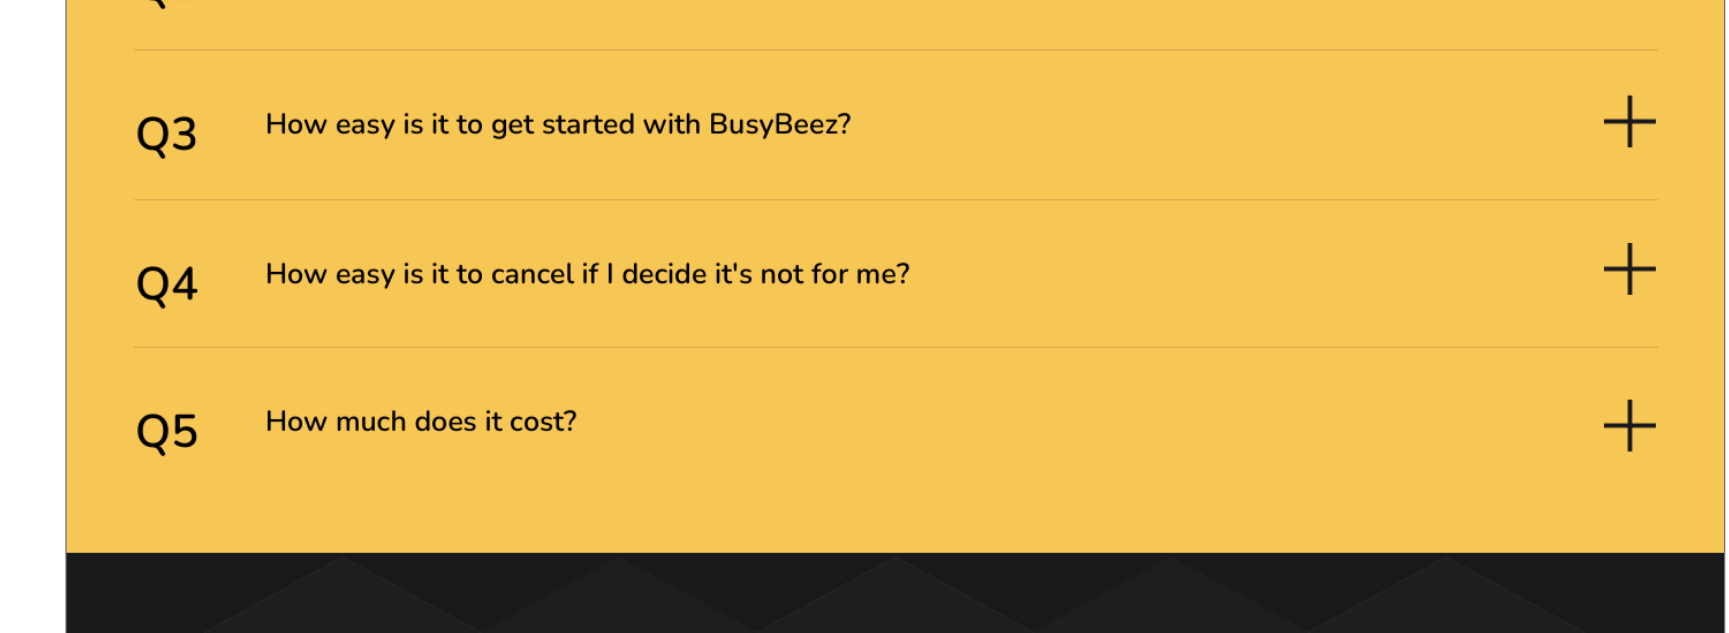 Q3 How easy is it to get started with BusyBeez?
Q4 How easy is it to cancel if I decide it's not for me?
Q5 How much does it cost?